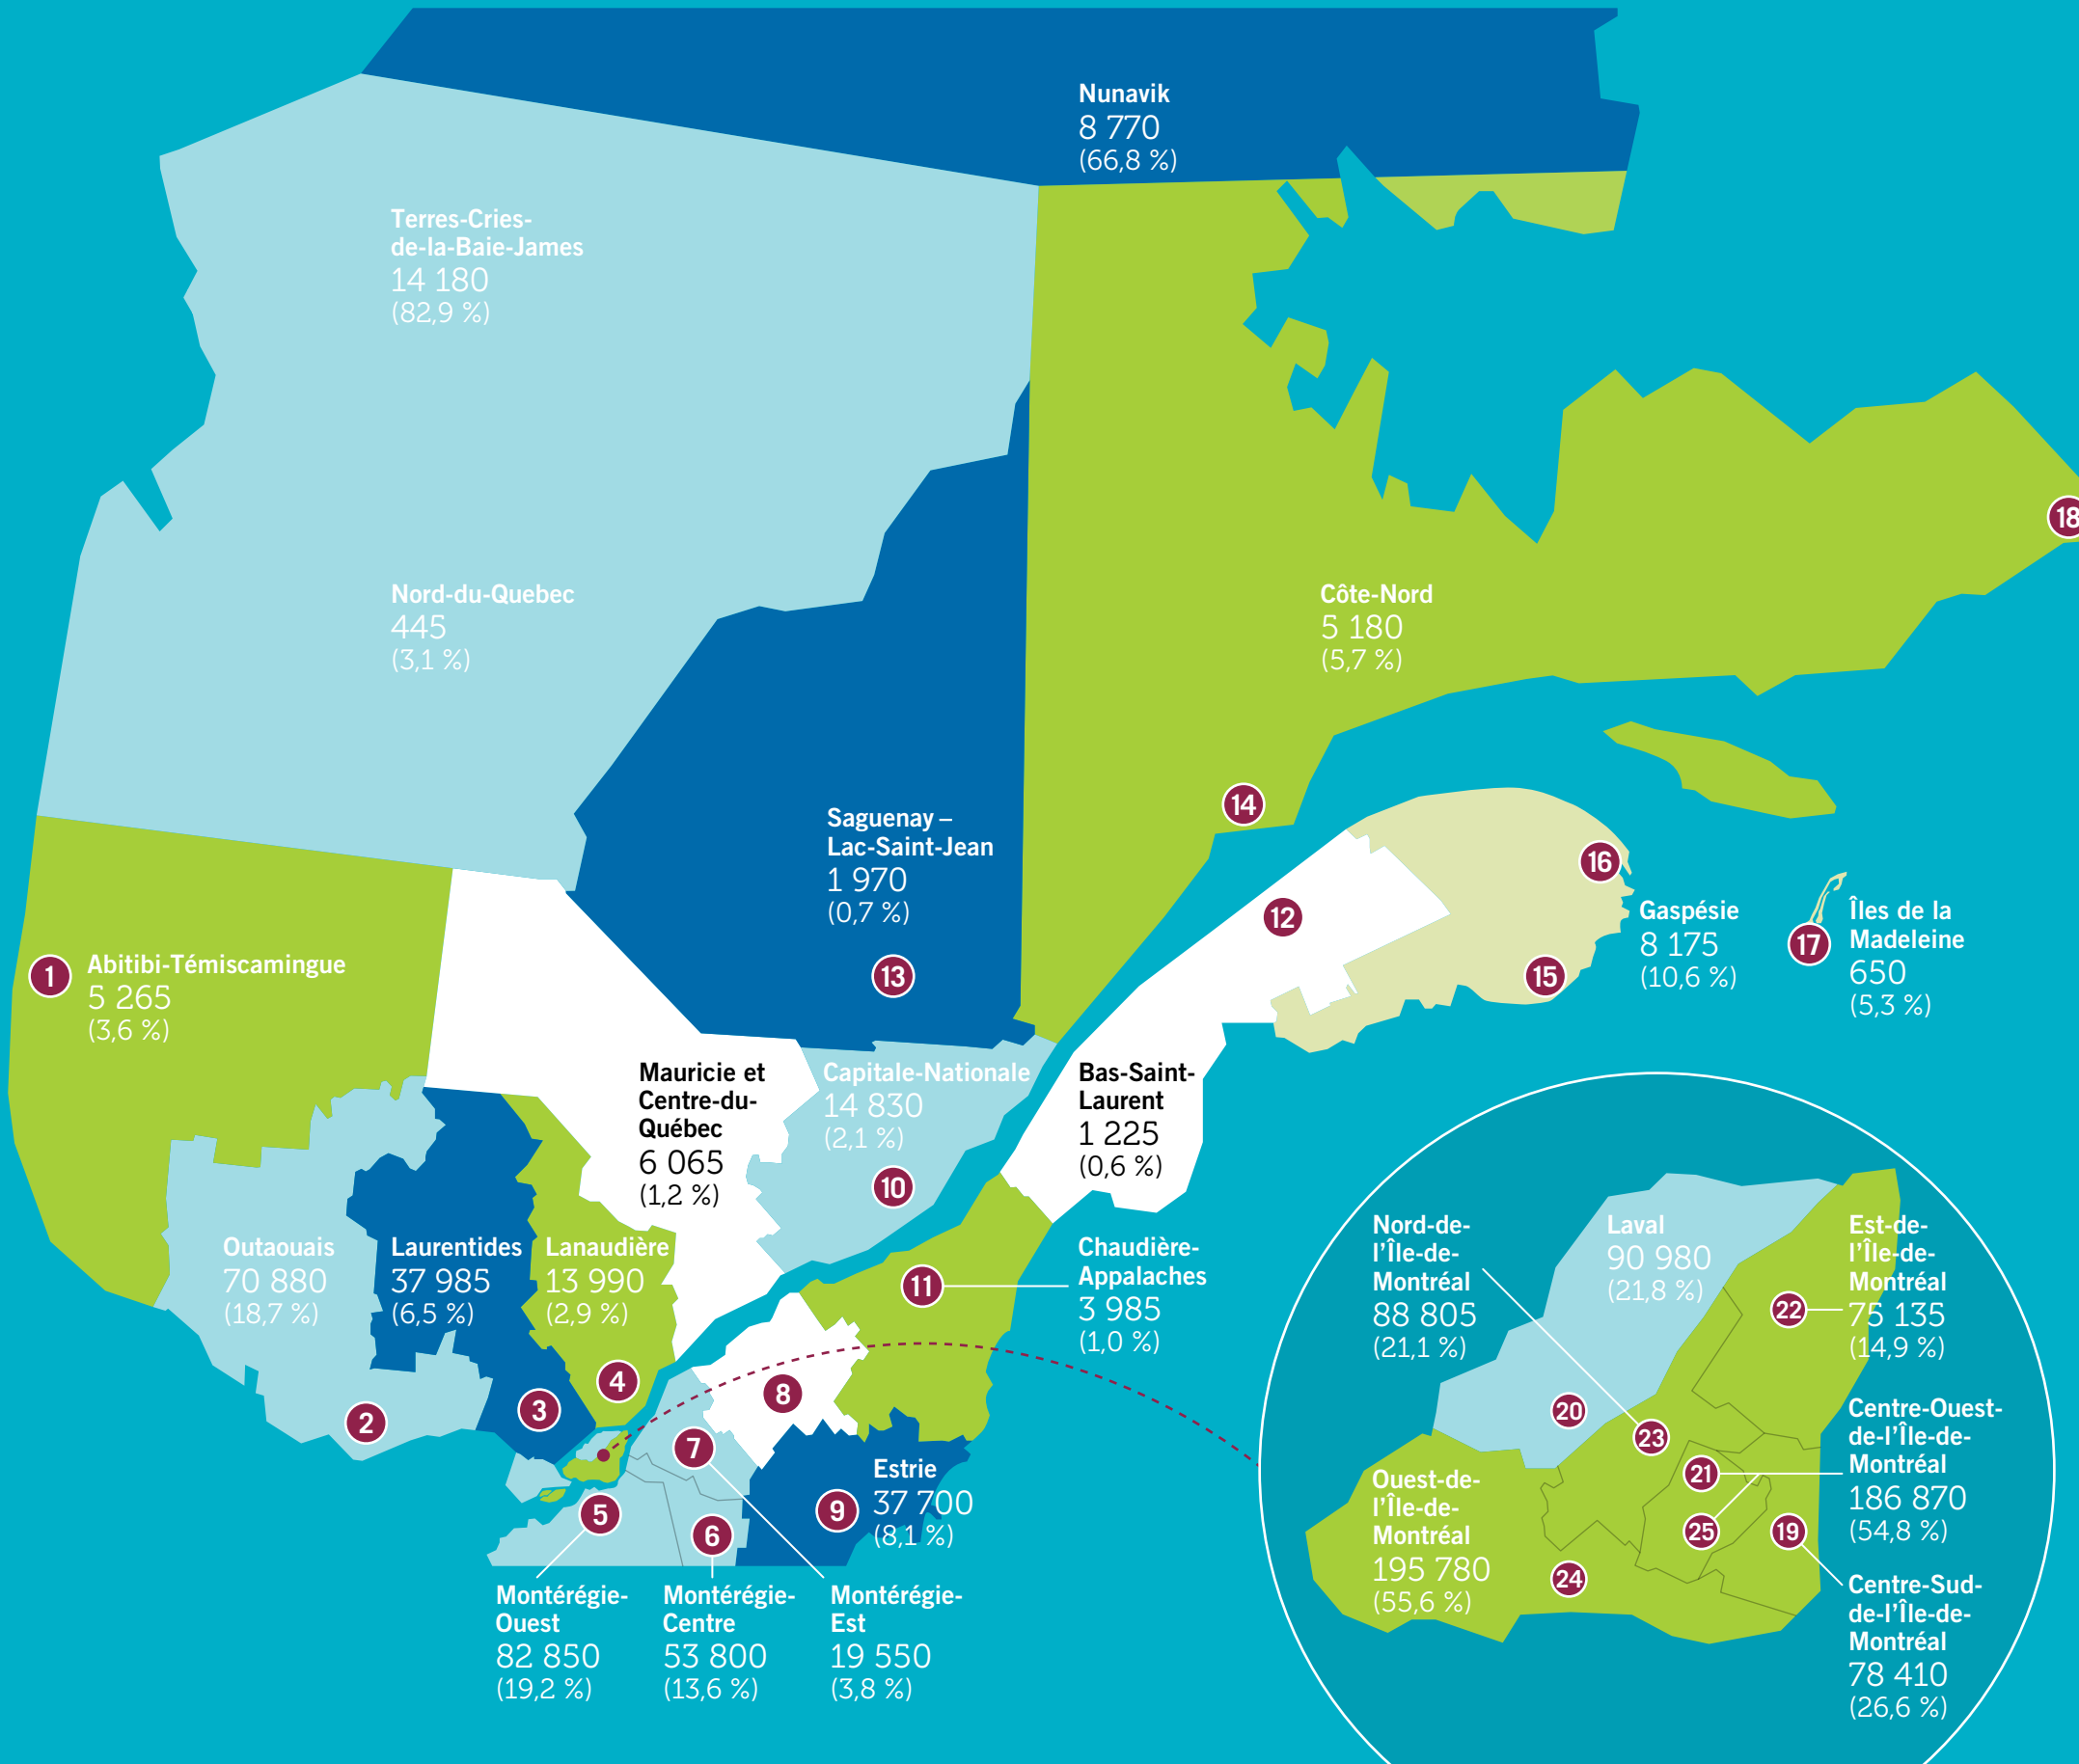 Nunavik
8 770
(66,8 %)
Terres-Cries-
de-la-Baie-James
14 180
(82,9 %)
18
Nord-du-Quebec
445
(3,1 %)
Côte-Nord
5 180
(5,7 %)
14
Saguenay –
Lac-Saint-Jean
1 970
(0,7 %)
13
16
12
15
Gaspésie
8 175
(10,6 %)
17
Îles de la
Madeleine
650
(5,3 %)
1
Abitibi-Témiscamingue
5 265
(3,6 %)
Mauricie et
Centre-du-
Québec
6 065
(1,2 %)
Capitale-Nationale
14 830
(2,1 %)
10
Bas-Saint-
Laurent
1 225
(0,6 %)
Outaouais
70 880
(18,7 %)
2
Laurentides
37 985
(6,5 %)
3
Lanaudière
13 990
(2,9 %)
4
11
Chaudière-
Appalaches
3 985
(1,0 %)
8
7
9
Estrie
37 700
(8,1 %)
5
6
Montérégie-
Ouest
82 850
(19,2 %)
Montérégie-
Centre
53 800
(13,6 %)
Montérégie-
Est
19 550
(3,8 %)
Nord-de-
l'Île-de-
Montréal
88 805
(21,1 %)
Laval
90 980
(21,8 %)
22
Est-de-
l'Île-de-
Montréal
75 135
(14,9 %)
20
23
21
Centre-Ouest-
de-l'Île-de-
Montréal
186 870
(54,8 %)
Ouest-de-
l'Île-de-
Montréal
195 780
(55,6 %)
25
19
24
Centre-Sud-
de-l'Île-de-
Montréal
78 410
(26,6 %)